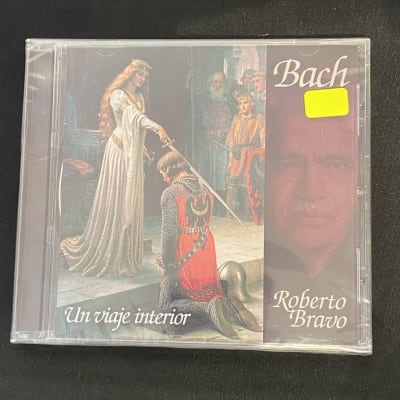 Bach
Un viaje interior
Roberto
Bravo